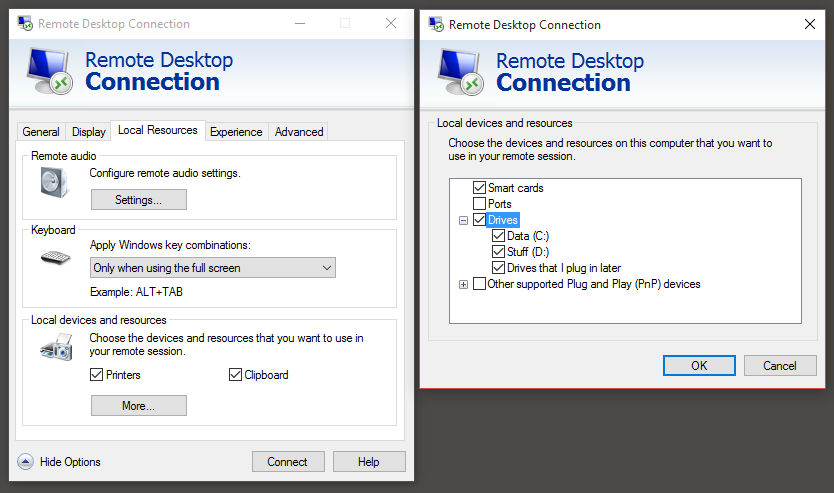 Remote Desktop Connection
Remote Desktop
Connection
General Display Local Resources Experience Advanced
Remote audio
Configure remote audio settings.
Settings...
Keyboard
Apply Windows key combinations:
Only when using the full screen
Example: ALT+TAB
Local devices and resources
Choose the devices and resources that you want to use in
your remote session.
Printers Clipboard
More...
Hide Options Connect Help
Remote Desktop Connection
Remote Desktop
Connection
Local devices and resources
Choose the devices and resources on this computer that you want to
use in your remote session.
Smart cards
Ports
Drives
Data (C:)
Stuff (D:)
Drives that I plug in later
Other supported Plug and Play (PnP) devices
OK Cancel